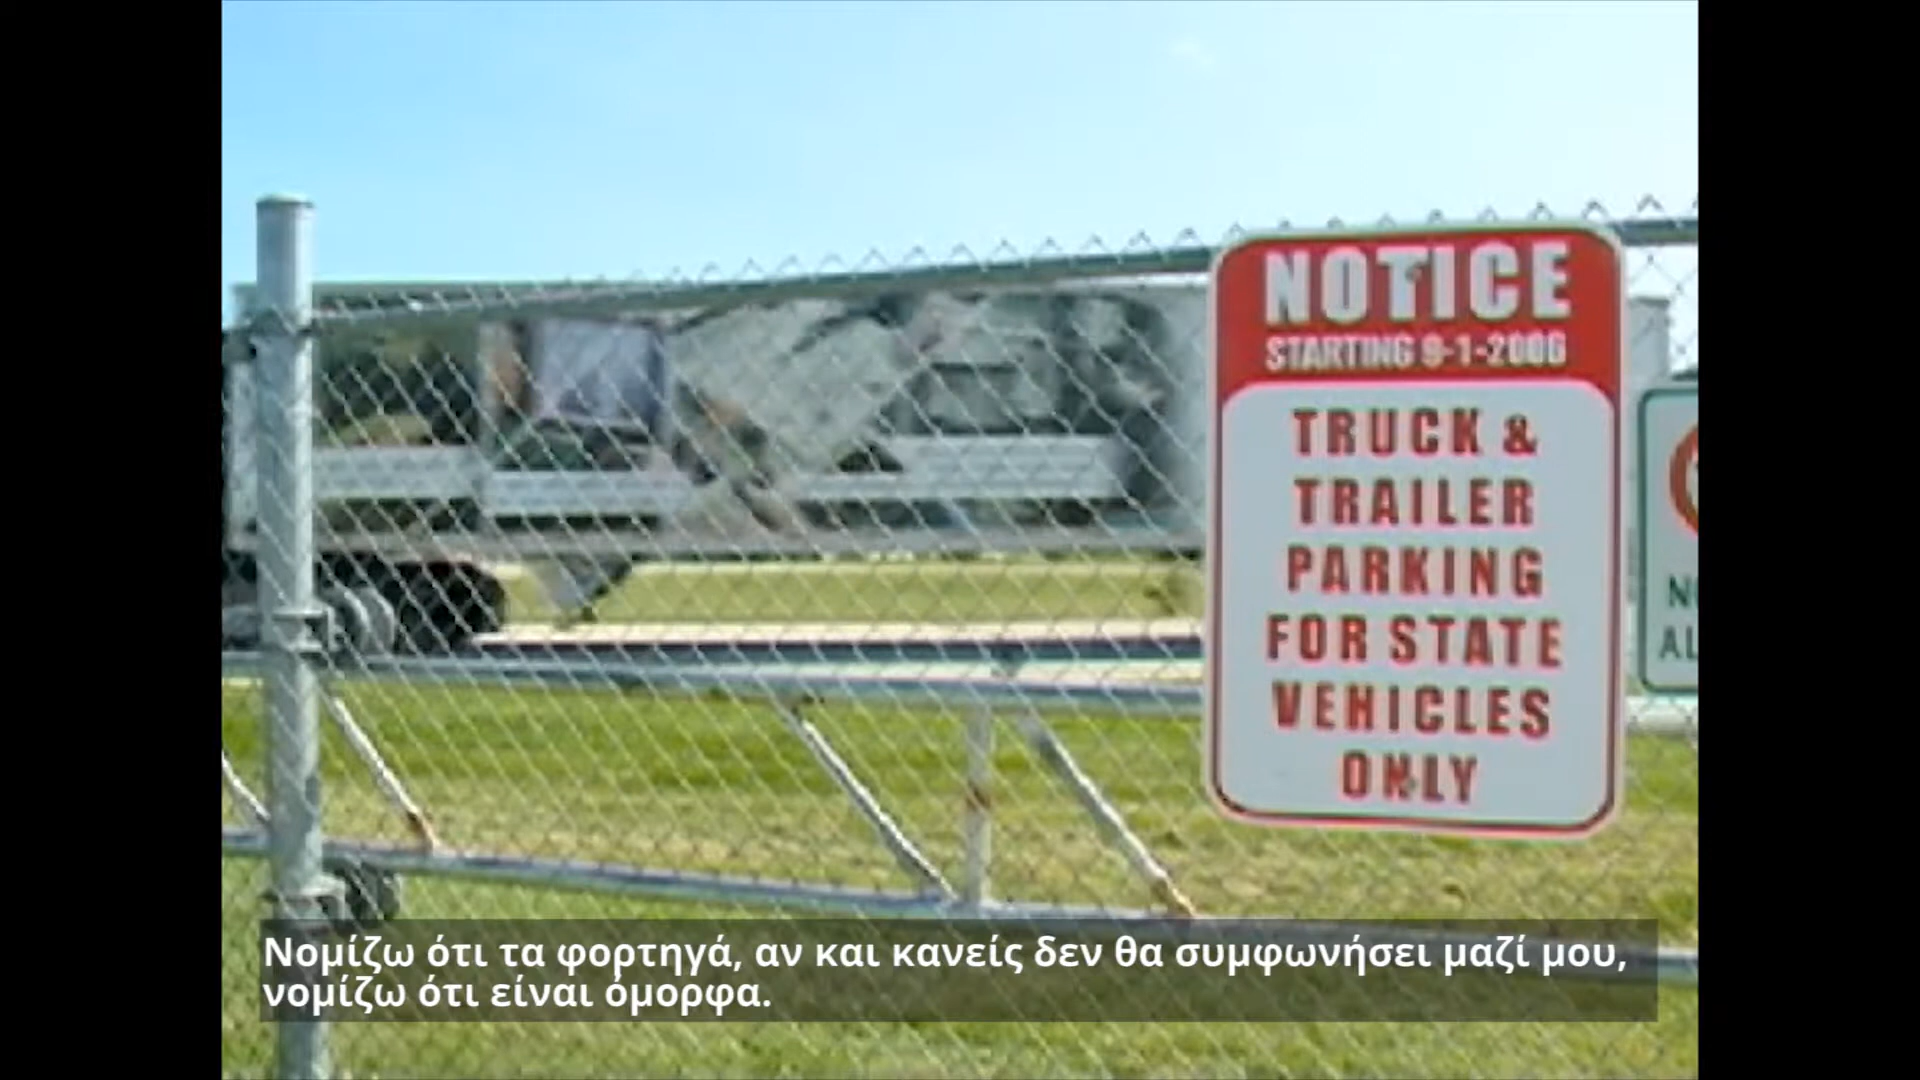 NOTICE
STARTING 9-1-2006
TRUCK &
TRAILER
PARKING
FOR STATE
VEHICLES
ONLY
Νομίζω ότι τα φορτηγά, αν και κανείς δεν θα συμφωνήσει μαζί μου,
νομίζω ότι είναι όμορφα.